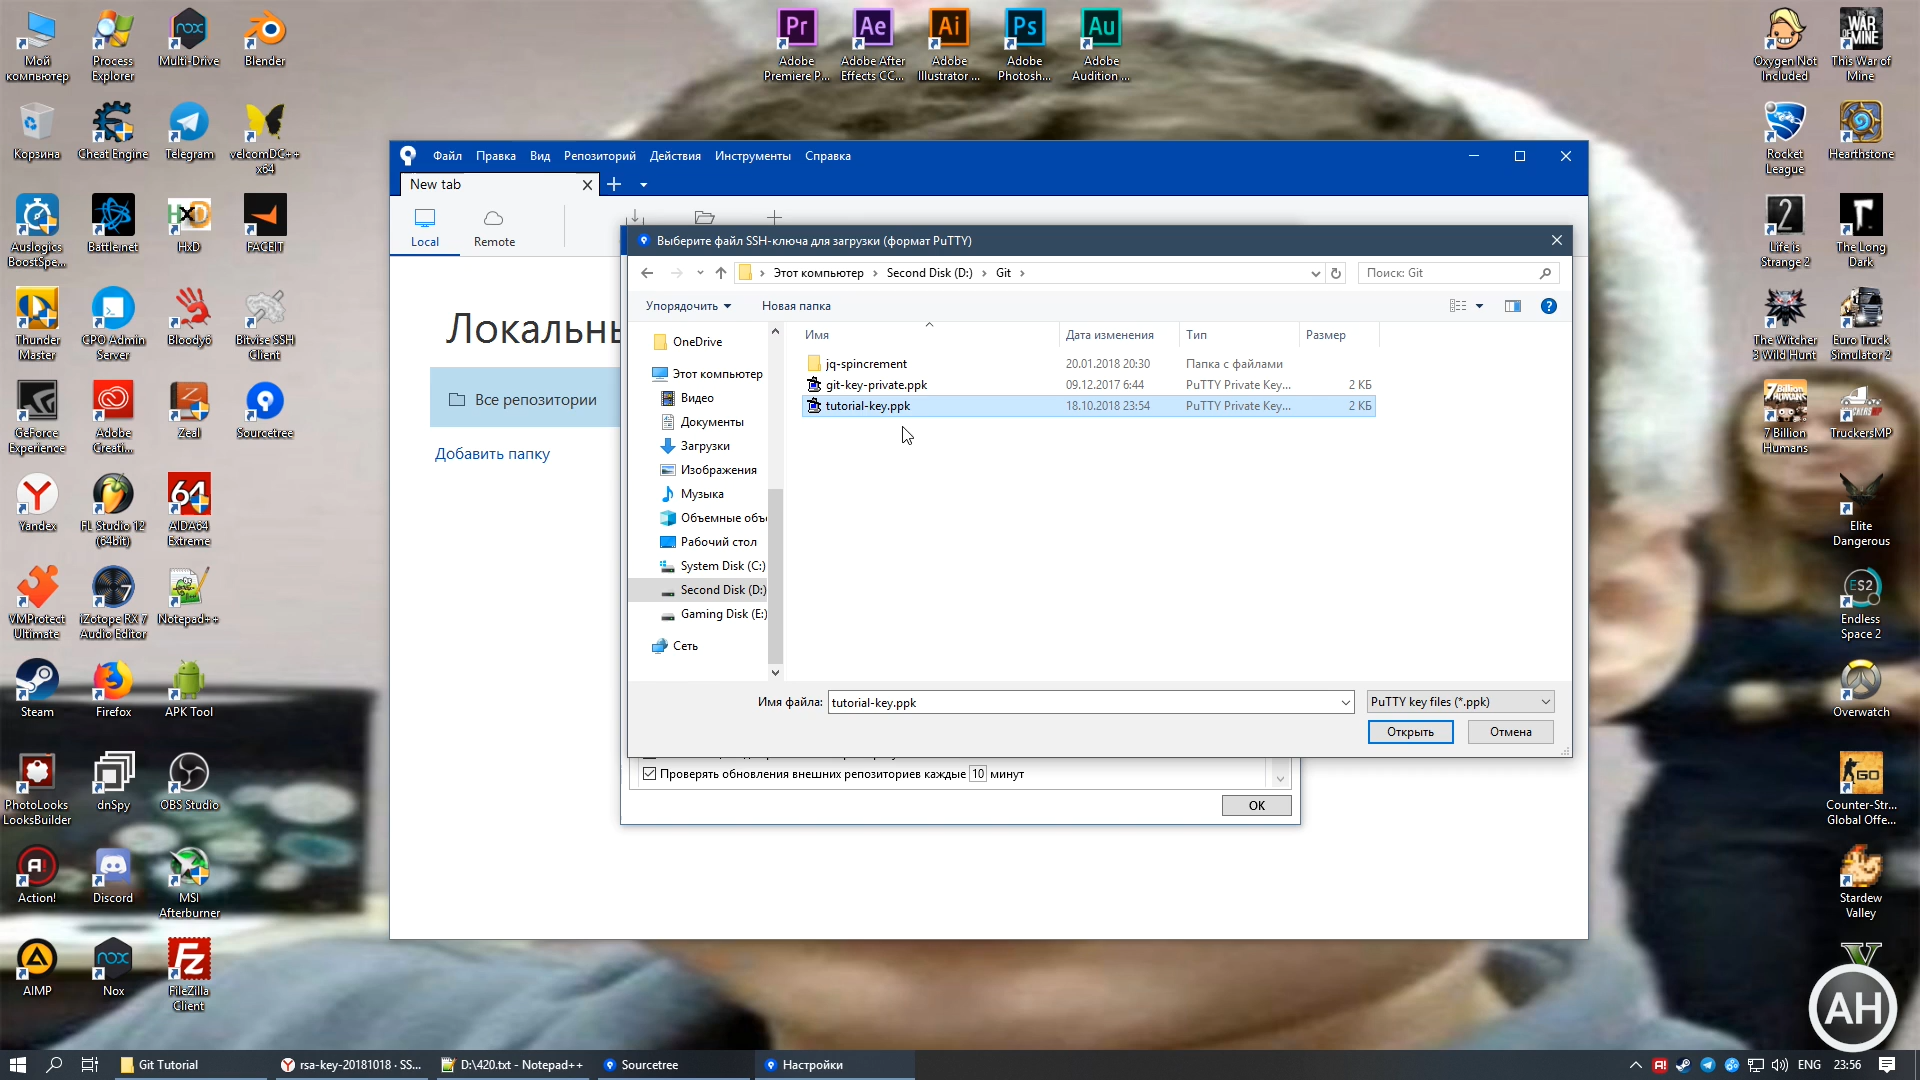 Мой компьютер
Process Explorer
Multi-Drive
Blender
Pr
Adobe Premiere P...
Ae
Adobe After Effects CC...
Ai
Adobe Illustrator ...
Ps
Adobe Photosh...
Au
Adobe Audition ...
Oxygen Not Included
This War of Mine
Корзина
Cheat Engine
Telegram
velcomDC++ x64
Rocket League
Hearthstone
Auslogics BoostSpe...
Battle.net
HxD
FACEIT
Life is Strange 2
The Long Dark
Thunder Master
CPO Admin Server
Bloody6
Bitvise SSH Client
The Witcher 3 Wild Hunt
Euro Truck Simulator 2
GeForce Experience
Adobe Creati...
Zeal
Sourcetree
7 Billion Humans
TruckersMP
Yandex
FL Studio 12 (64bit)
AIDA64 Extreme
Elite Dangerous
VMProtect Ultimate
iZotope RX 7 Audio Editor
Notepad++
Endless Space 2
Steam
Firefox
APK Tool
Overwatch
PhotoLooks LooksBuilder
dnSpy
OBS Studio
Counter-Str... Global Offe...
Action!
Discord
MSI Afterburner
Stardew Valley
AIMP
Nox
FileZilla Client
Файл Правка Вид Репозиторий Действия Инструменты Справка
New tab
Local
Remote
Локальны
Все репозитории
Добавить папку
Выберите файл SSH-ключа для загрузки (формат PuTTY)
Этот компьютер › Second Disk (D:) › Git ›
Поиск: Git
Упорядочить
Новая папка
OneDrive
Этот компьютер
Видео
Документы
Загрузки
Изображения
Музыка
Объемные объ
Рабочий стол
System Disk (C:)
Second Disk (D:)
Gaming Disk (E:)
Сеть
Имя Дата изменения Тип Размер
jq-spincrement 20.01.2018 20:30 Папка с файлами
git-key-private.ppk 09.12.2017 6:44 PuTTY Private Key... 2 КБ
tutorial-key.ppk 18.10.2018 23:54 PuTTY Private Key... 2 КБ
Имя файла: tutorial-key.ppk
PuTTY key files (*.ppk)
Открыть
Отмена
Проверять обновления внешних репозиториев каждые 10 минут
OK
AH
Git Tutorial
rsa-key-20181018 · SS...
D:\420.txt - Notepad++
Sourcetree
Настройки
ENG
23:56